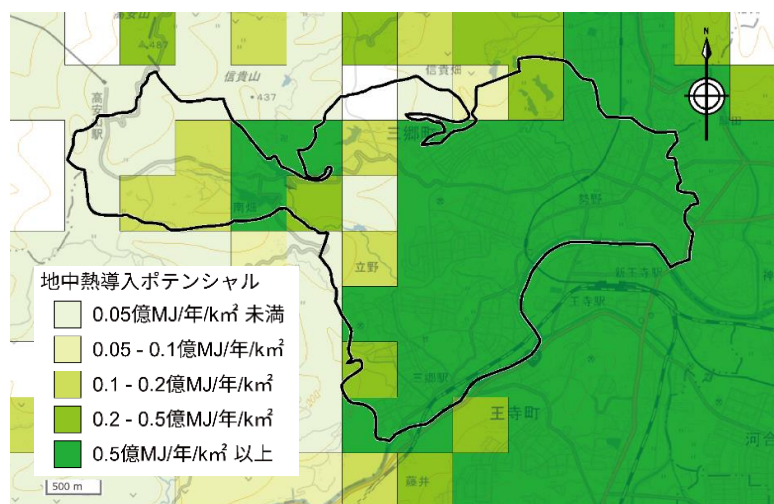 高安山
487
信貴山
437
信貴畑
N
高安山駅
三郷町
勢野
南畑
立野
新王寺駅
王寺駅
三郷駅
王寺町
河合
藤井
地中熱導入ポテンシャル
0.05億MJ/年/km² 未満
0.05 - 0.1億MJ/年/km²
0.1 - 0.2億MJ/年/km²
0.2 - 0.5億MJ/年/km²
0.5億MJ/年/km² 以上
500 m